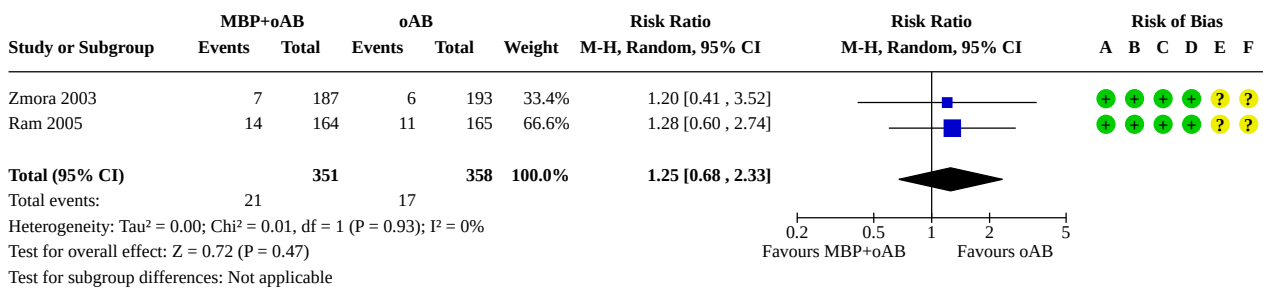 MBP+oAB oAB Risk Ratio Risk Ratio Risk of Bias
Study or Subgroup Events Total Events Total Weight M-H, Random, 95% CI M-H, Random, 95% CI A B C D E F
Zmora 2003 7 187 6 193 33.4% 1.20 [0.41 , 3.52] + + + + ? ?
Ram 2005 14 164 11 165 66.6% 1.28 [0.60 , 2.74] + + + + ? ?
Total (95% CI) 351 358 100.0% 1.25 [0.68 , 2.33]
Total events: 21 17
Heterogeneity: Tau² = 0.00; Chi² = 0.01, df = 1 (P = 0.93); I² = 0%
0.2 0.5 1 2 5
Test for overall effect: Z = 0.72 (P = 0.47)
Favours MBP+oAB Favours oAB
Test for subgroup differences: Not applicable